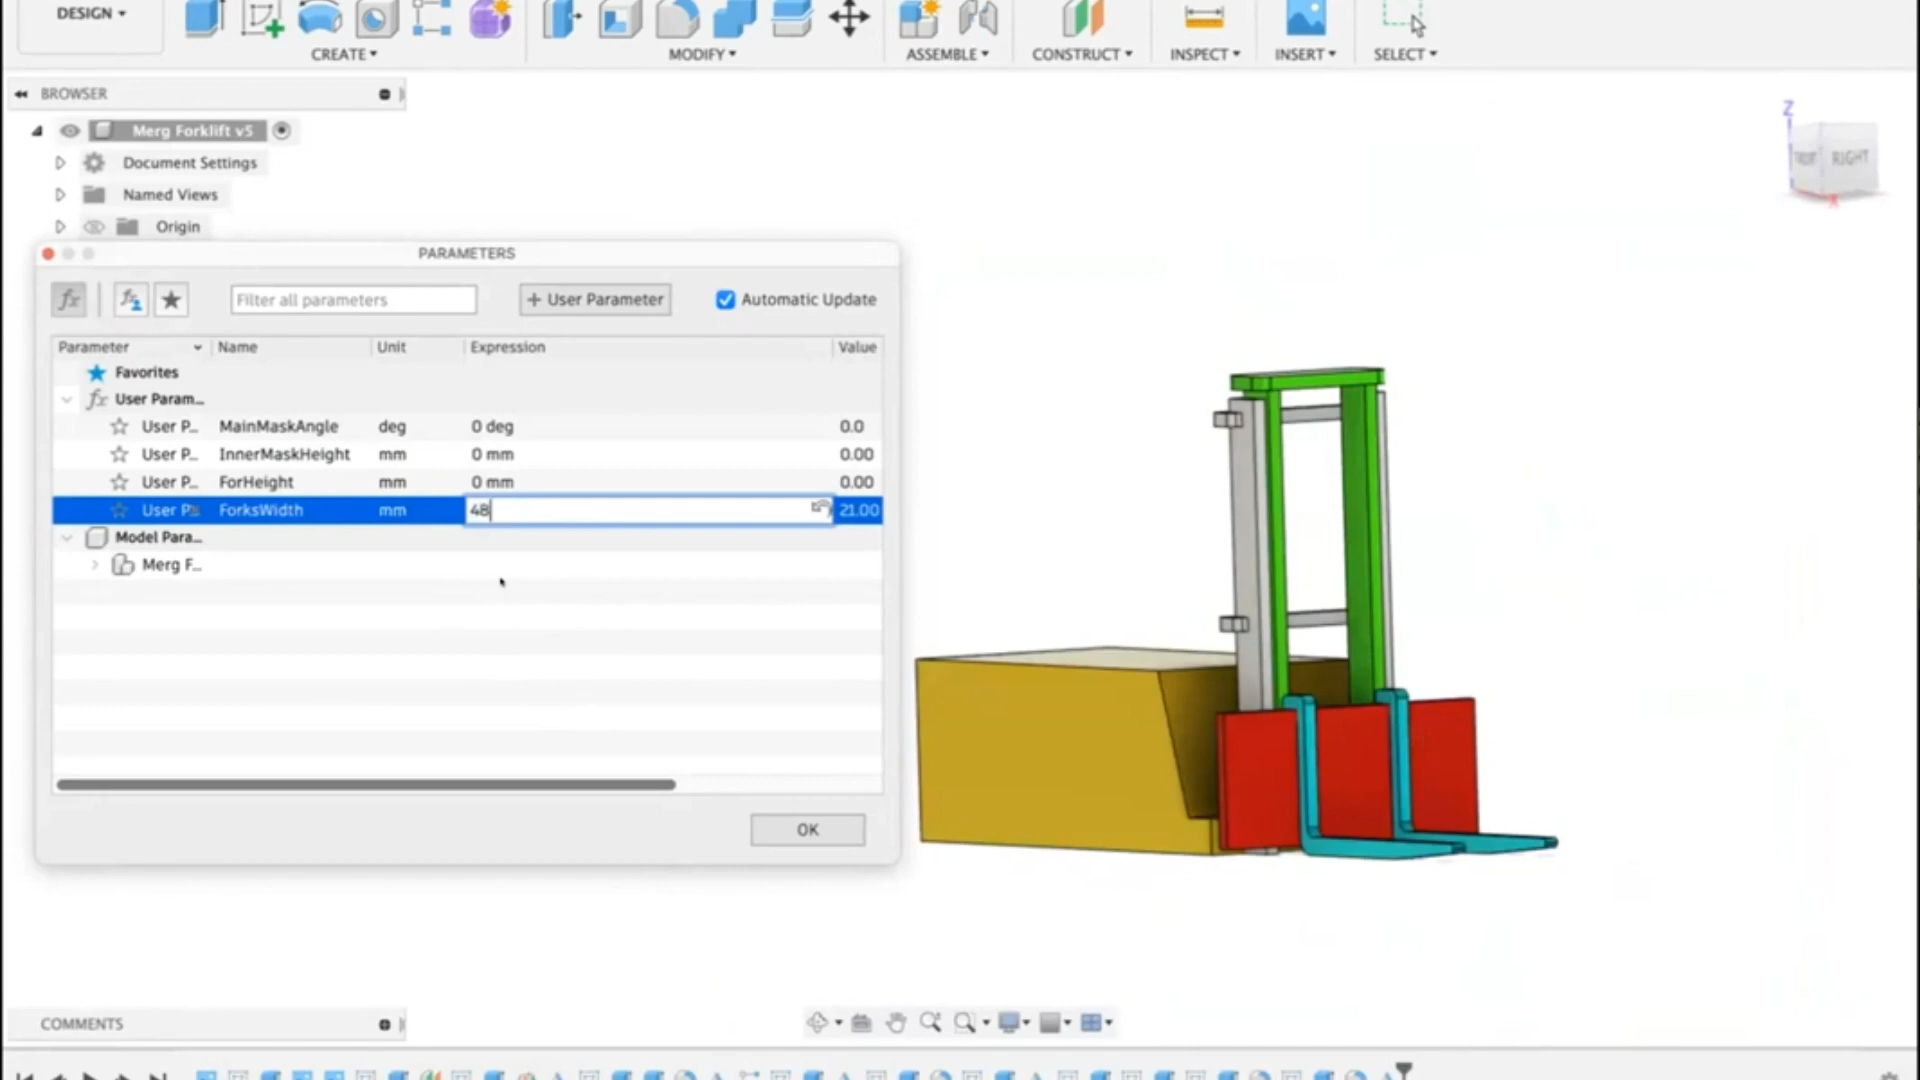 DESIGN
CREATE
MODIFY
ASSEMBLE
CONSTRUCT
INSPECT
INSERT
SELECT
BROWSER
Merg Forklift v5
Document Settings
Named Views
Origin
Z
RIGHT
X
PARAMETERS
fx
Filter all parameters
+ User Parameter
Automatic Update
Parameter Name Unit Expression Value
Favorites
fx User Param...
User P... MainMaskAngle deg 0 deg 0.0
User P... InnerMaskHeight mm 0 mm 0.00
User P... ForHeight mm 0 mm 0.00
User P... ForksWidth mm 48 21.00
Model Para...
Merg F...
OK
COMMENTS